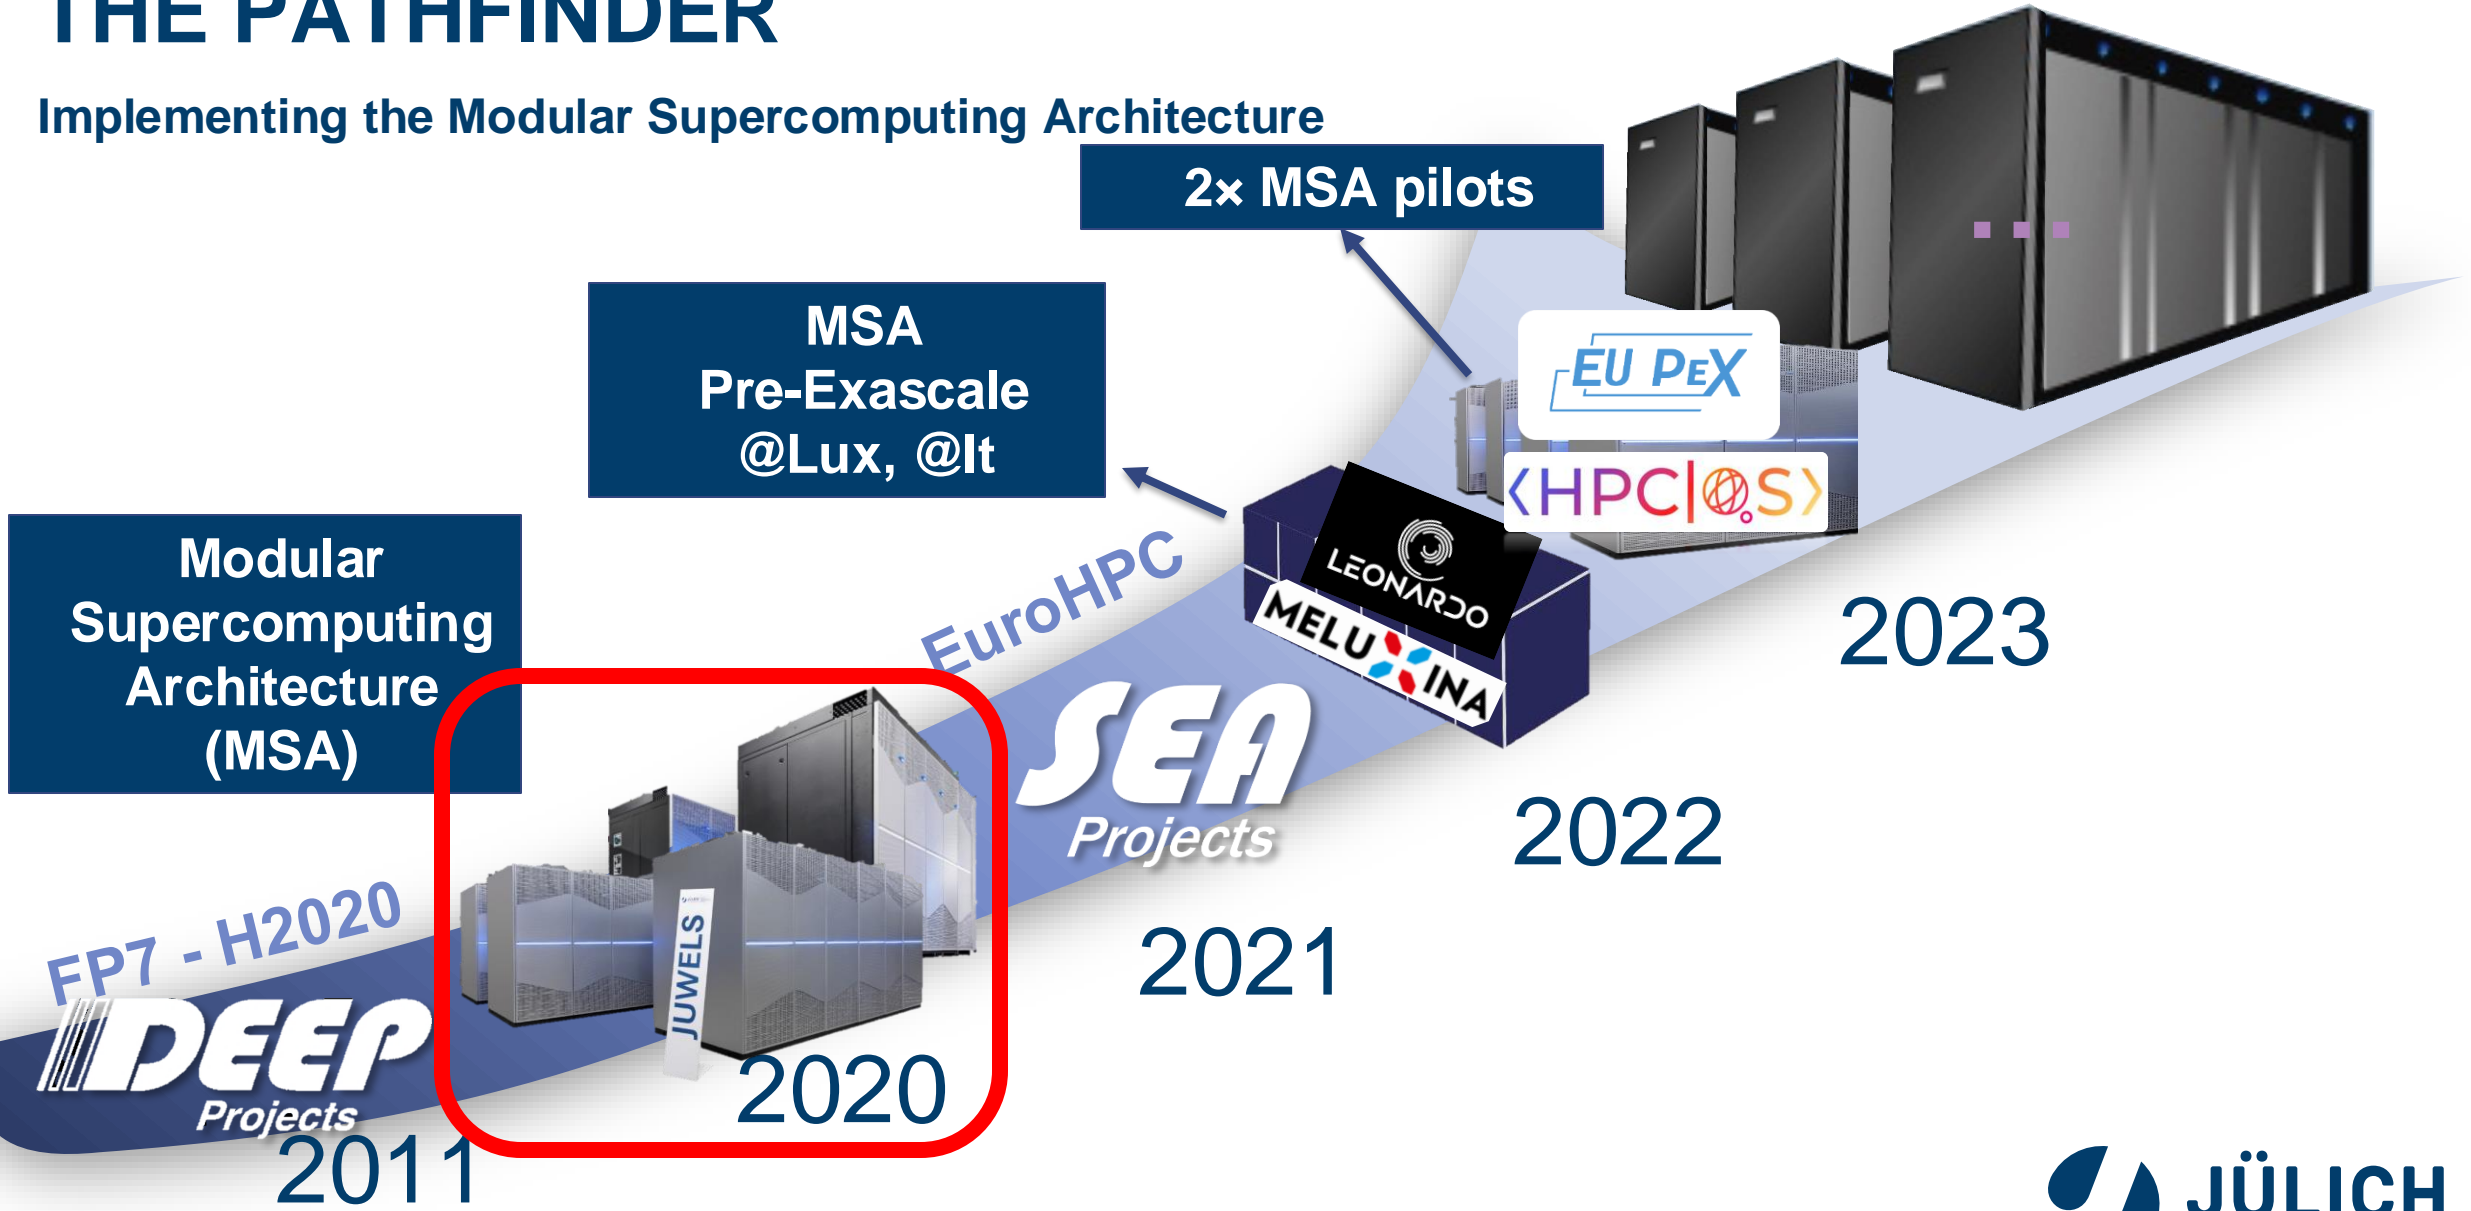 THE PATHFINDER
Implementing the Modular Supercomputing Architecture
2× MSA pilots
MSA
Pre-Exascale
@Lux, @It
Modular
Supercomputing
Architecture
(MSA)
EU PEX
<HPC|QS>
LEONARDO
MELUXINA
2023
EuroHPC
SEA
Projects
2022
JUWELS
2021
FP7 - H2020
DEEP
Projects
2020
2011
...
JÜLICH